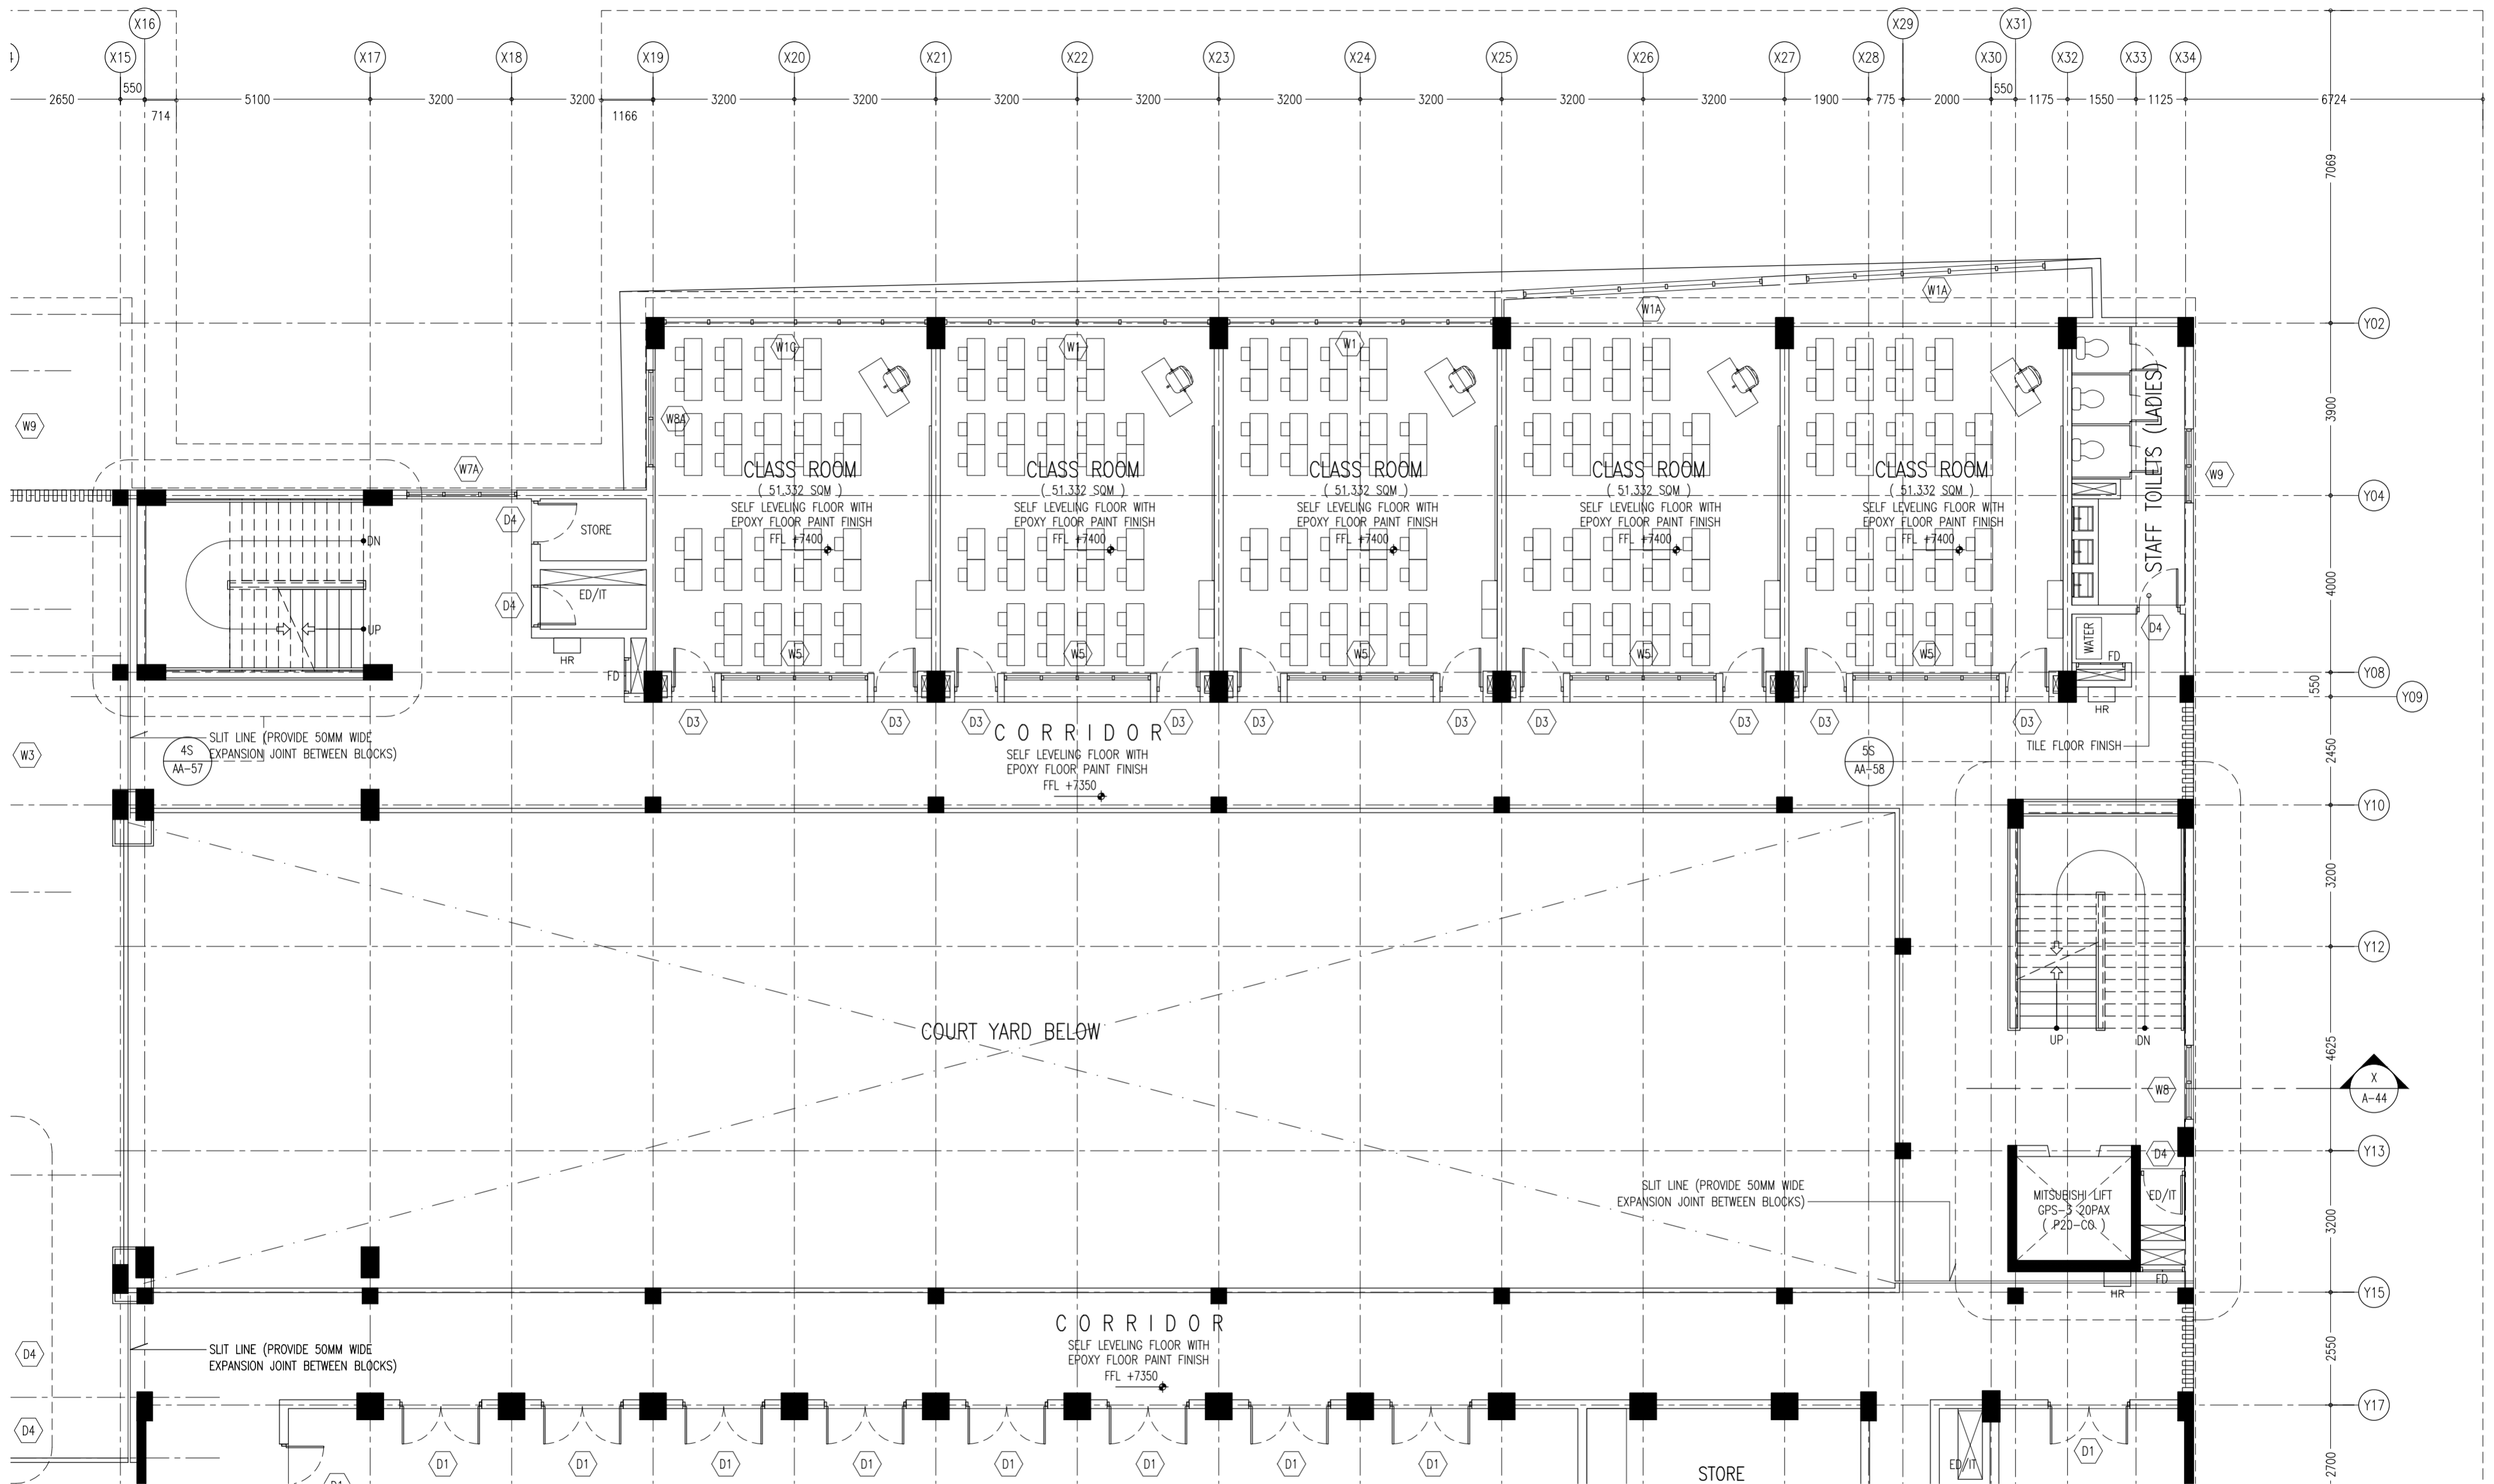 X16
X29
X31
X15
X17
X18
X19
X20
X21
X22
X23
X24
X25
X26
X27
X28
X30
X32
X33
X34
550
550
2650
5100
3200
3200
3200
3200
3200
3200
3200
3200
3200
3200
1900
775
2000
1175
1550
1125
6724
714
1166
7069
W1A
W1A
Y02
W1C
W1
W1
3900
W9
W8A
STAFF TOILETS (LADIES)
W7A
CLASS ROOM
( 51.332 SQM )
SELF LEVELING FLOOR WITH
EPOXY FLOOR PAINT FINISH
FFL +7400
CLASS ROOM
( 51.332 SQM )
SELF LEVELING FLOOR WITH
EPOXY FLOOR PAINT FINISH
FFL +7400
CLASS ROOM
( 51.332 SQM )
SELF LEVELING FLOOR WITH
EPOXY FLOOR PAINT FINISH
FFL +7400
CLASS ROOM
( 51.332 SQM )
SELF LEVELING FLOOR WITH
EPOXY FLOOR PAINT FINISH
FFL +7400
CLASS ROOM
( 51.332 SQM )
SELF LEVELING FLOOR WITH
EPOXY FLOOR PAINT FINISH
FFL +7400
W9
Y04
D4
STORE
DN
4000
D4
ED/IT
UP
HR
FD
W5
W5
W5
W5
W5
WATER
D4
FD
Y08
550
Y09
HR
D3
D3
D3
D3
D3
D3
D3
D3
D3
D3
W3
SLIT LINE (PROVIDE 50MM WIDE
EXPANSION JOINT BETWEEN BLOCKS)
4S
AA-57
CORRIDOR
SELF LEVELING FLOOR WITH
EPOXY FLOOR PAINT FINISH
FFL +7350
5S
AA-58
TILE FLOOR FINISH
2450
Y10
3200
Y12
COURT YARD BELOW
UP
DN
4625
W8
X
A-44
Y13
D4
SLIT LINE (PROVIDE 50MM WIDE
EXPANSION JOINT BETWEEN BLOCKS)
MITSUBISHI LIFT
GPS-3 20PAX
( P20-CO )
ED/IT
3200
FD
HR
Y15
CORRIDOR
SELF LEVELING FLOOR WITH
EPOXY FLOOR PAINT FINISH
FFL +7350
SLIT LINE (PROVIDE 50MM WIDE
EXPANSION JOINT BETWEEN BLOCKS)
D4
2550
Y17
D4
D1
D1
D1
D1
D1
D1
D1
D1
D1
D1
STORE
ED/IT
2700